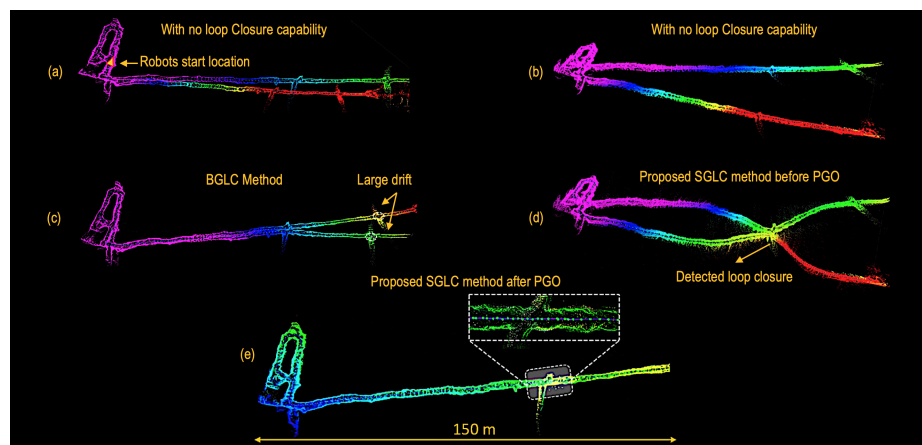 With no loop Closure capability
With no loop Closure capability
(a)
Robots start location
(b)
BGLC Method
Large drift
Proposed SGLC method before PGO
(c)
(d)
Detected loop closure
Proposed SGLC method after PGO
(e)
150 m